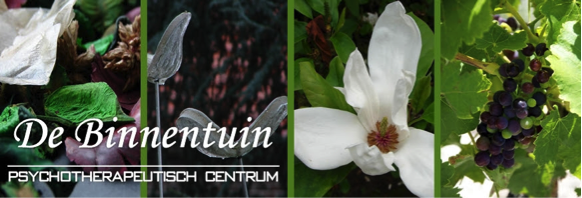 De Binnentuin
PSYCHOTHERAPEUTISCH CENTRUM